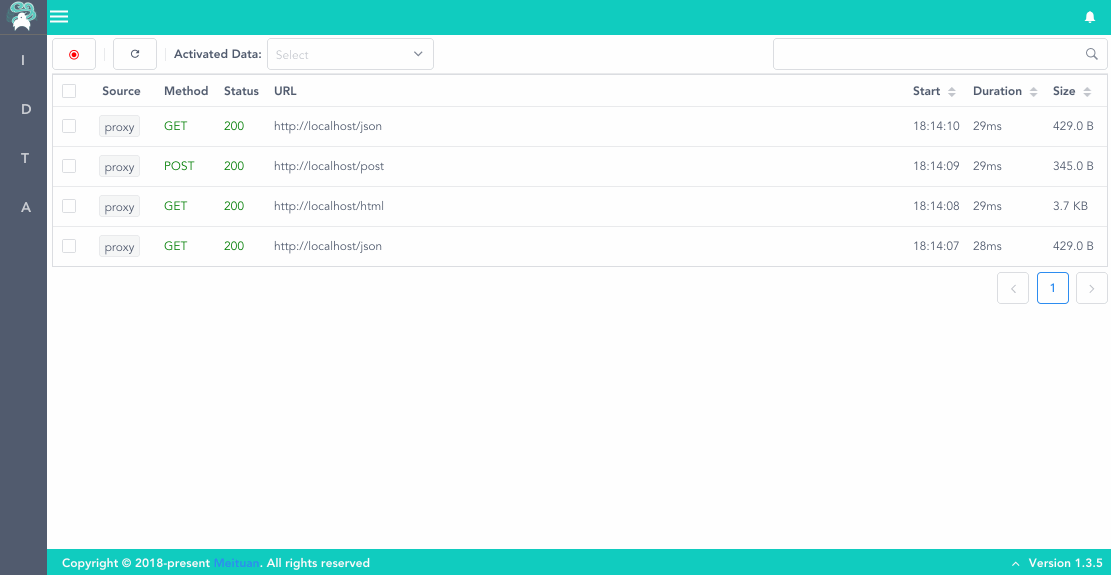 I
D
T
A
Activated Data: Select
Source Method Status URL Start Duration Size
proxy GET 200 http://localhost/json 18:14:10 29ms 429.0 B
proxy POST 200 http://localhost/post 18:14:09 29ms 345.0 B
proxy GET 200 http://localhost/html 18:14:08 29ms 3.7 KB
proxy GET 200 http://localhost/json 18:14:07 28ms 429.0 B
1
Copyright © 2018-present Meituan. All rights reserved Version 1.3.5